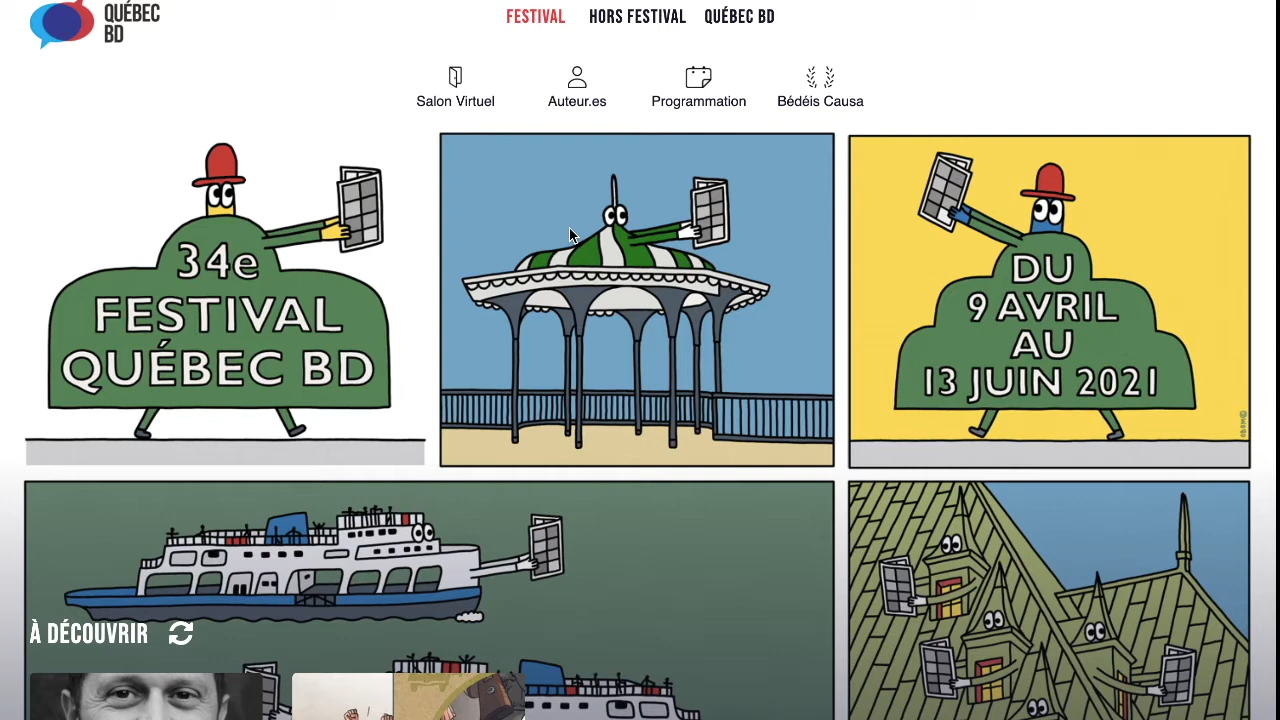 QUÉBEC
BD
FESTIVAL HORS FESTIVAL QUÉBEC BD
Salon Virtuel Auteur.es Programmation Bédéis Causa
34e
FESTIVAL
QUÉBEC BD
DU
9 AVRIL
AU
13 JUIN 2021
À DÉCOUVRIR